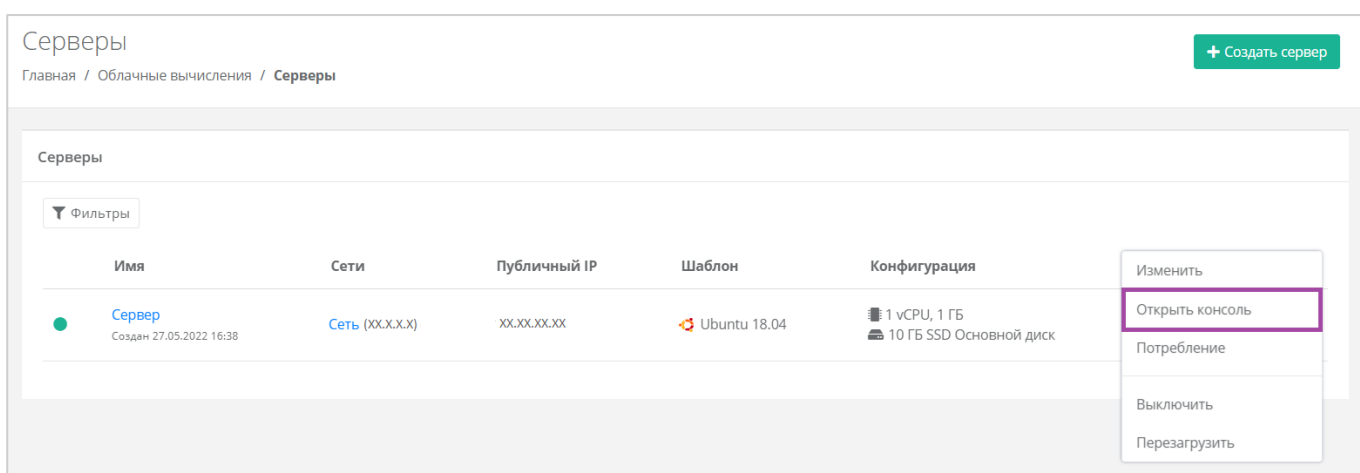 Серверы
+ Создать сервер
Главная / Облачные вычисления / Серверы
Серверы
Фильтры
Имя Сети Публичный IP Шаблон Конфигурация
Сервер Сеть (XX.X.X.X) XX.XX.XX.XX Ubuntu 18.04 1 vCPU, 1 ГБ
Создан 27.05.2022 16:38 10 ГБ SSD Основной диск
Изменить
Открыть консоль
Потребление
Выключить
Перезагрузить